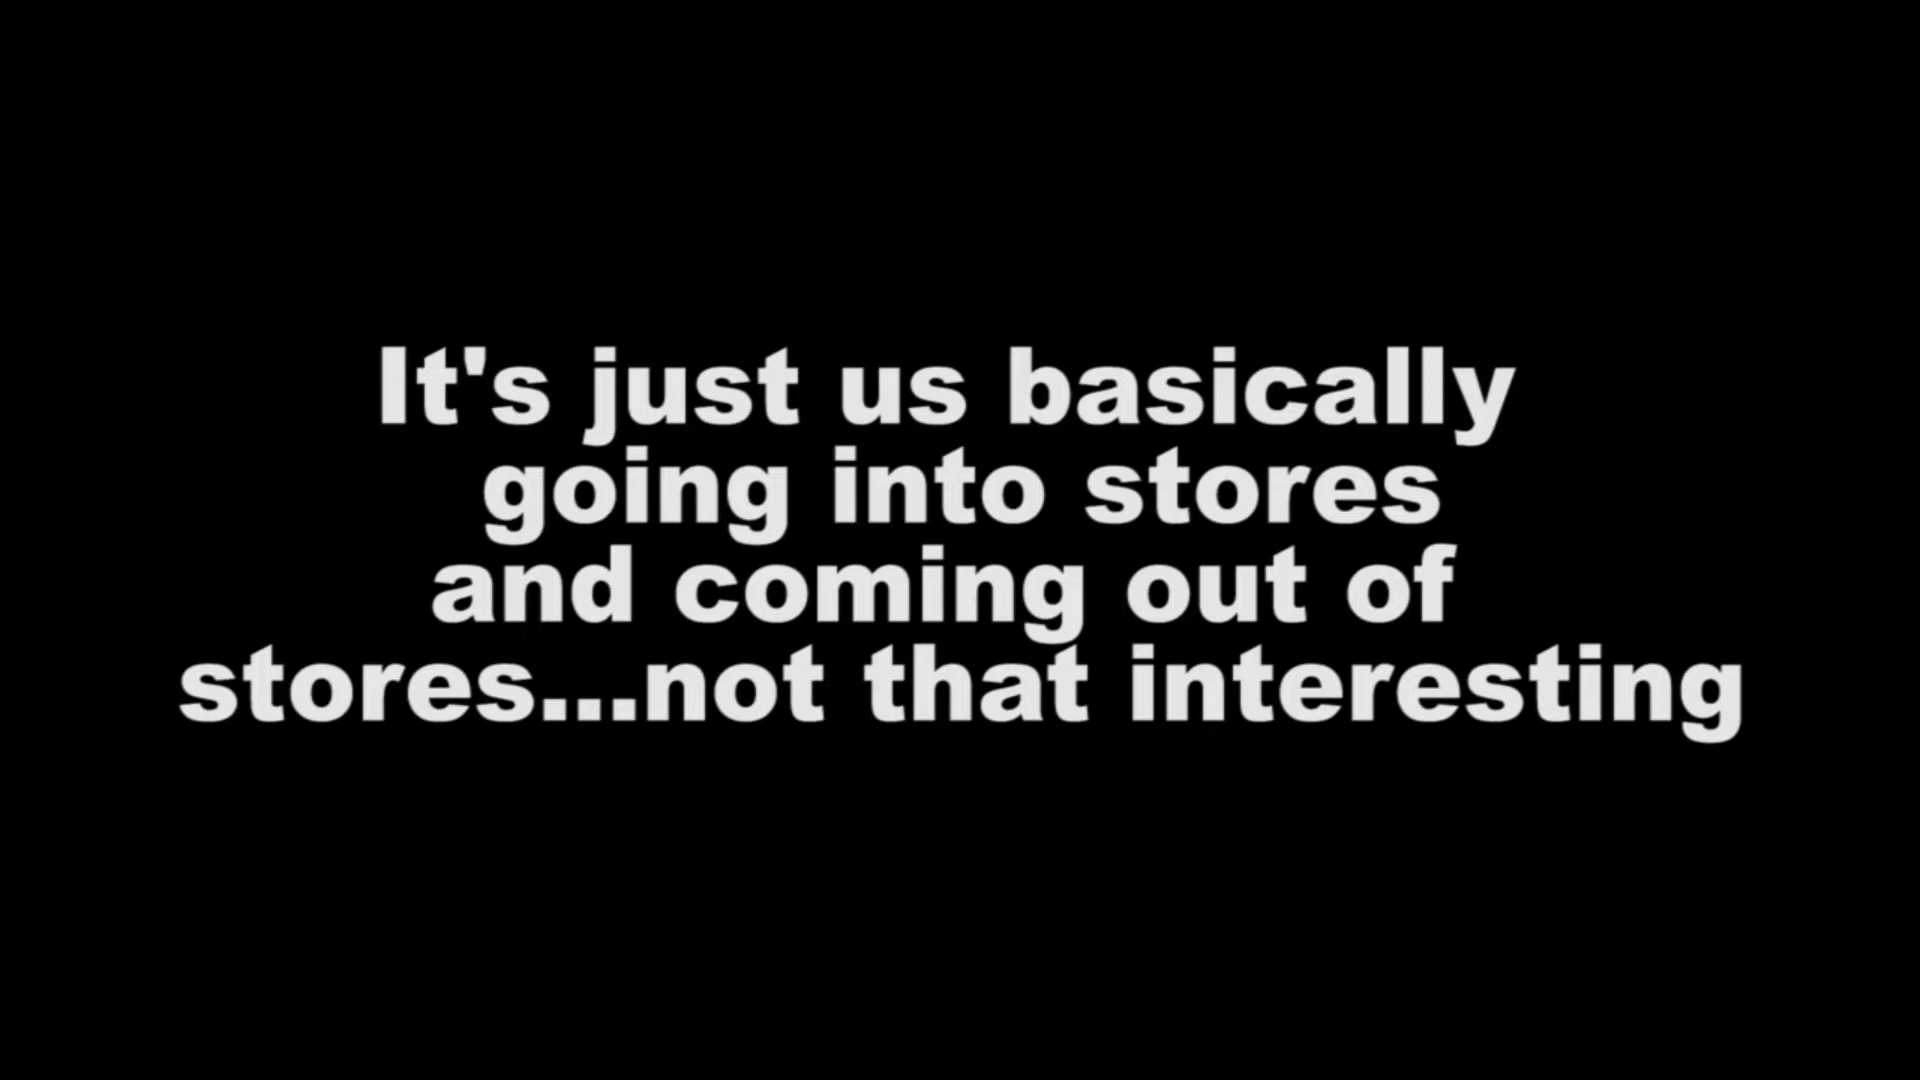 It's just us basically
going into stores
and coming out of
stores...not that interesting